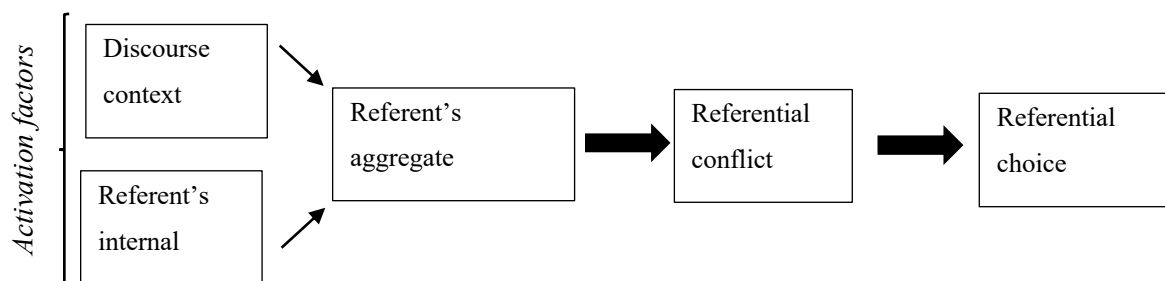 Activation factors
Discourse
context
Referent’s
internal
Referent’s
aggregate
Referential
conflict
Referential
choice